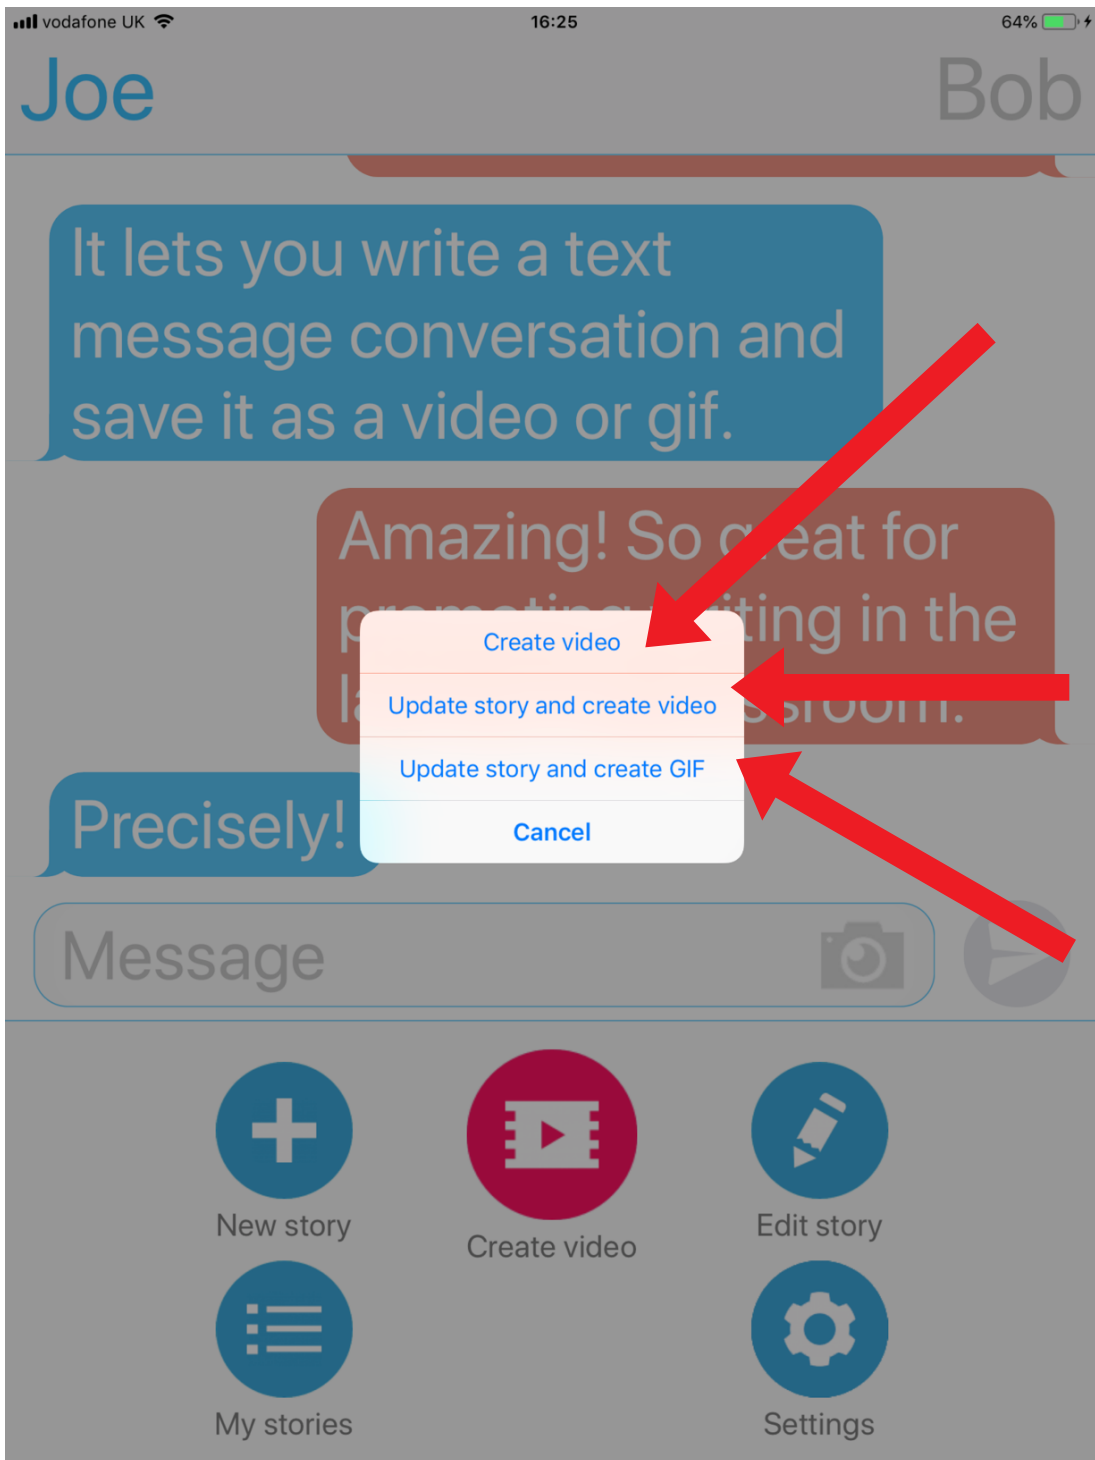 vodafone UK 16:25 64%
Joe Bob
It lets you write a text
message conversation and
save it as a video or gif.
Amazing! So great for
writing in the
Create video
Update story and create video
Update story and create GIF
Cancel
Precisely!
Message
New story
Create video
Edit story
My stories
Settings